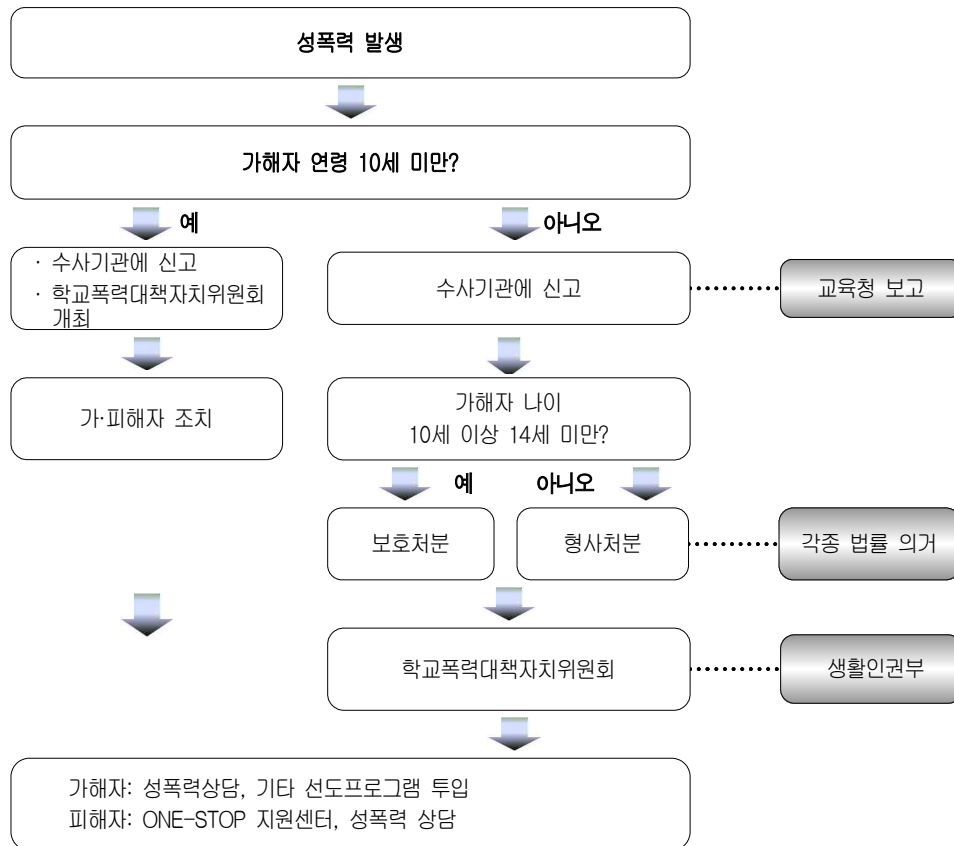 성폭력 발생
가해자 연령 10세 미만?
예
아니오
· 수사기관에 신고
· 학교폭력대책자치위원회
개최
수사기관에 신고
교육청 보고
가·피해자 조치
가해자 나이
10세 이상 14세 미만?
예
아니오
보호처분
형사처분
각종 법률 의거
학교폭력대책자치위원회
생활인권부
가해자: 성폭력상담, 기타 선도프로그램 투입
피해자: ONE-STOP 지원센터, 성폭력 상담